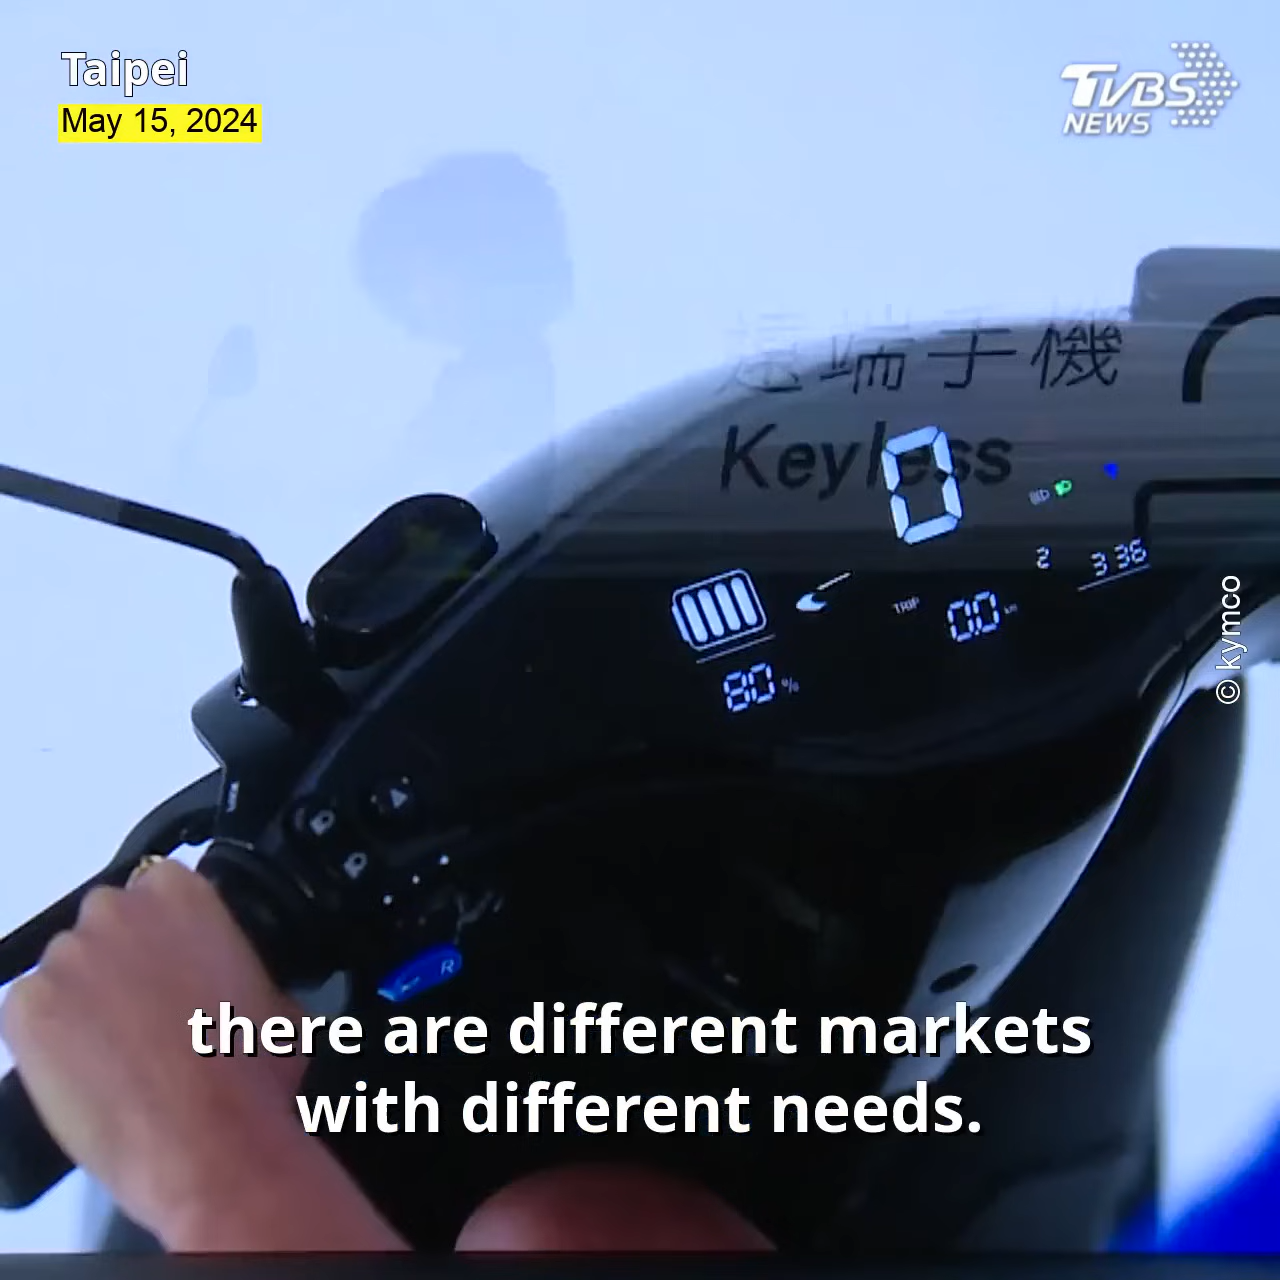 Taipei
May 15, 2024
TVBS
NEWS
遠端手機
Keyless
0
2
3:36
TRIP
0.0 km
80 %
© kymco
R
there are different markets
with different needs.